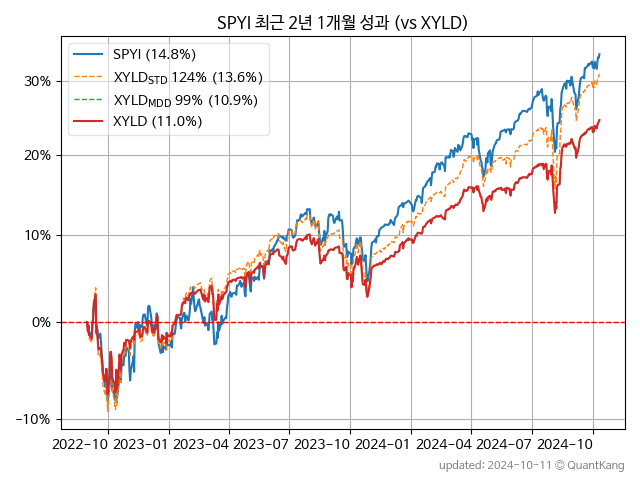 SPYI 최근 2년 1개월 성과 (vs XYLD)
SPYI (14.8%)
XYLD_STD 124% (13.6%)
XYLD_MDD 99% (10.9%)
XYLD (11.0%)
30%
20%
10%
0%
−10%
2022−10 2023−01 2023−04 2023−07 2023−10 2024−01 2024−04 2024−07 2024−10
updated: 2024-10-11 © QuantKang